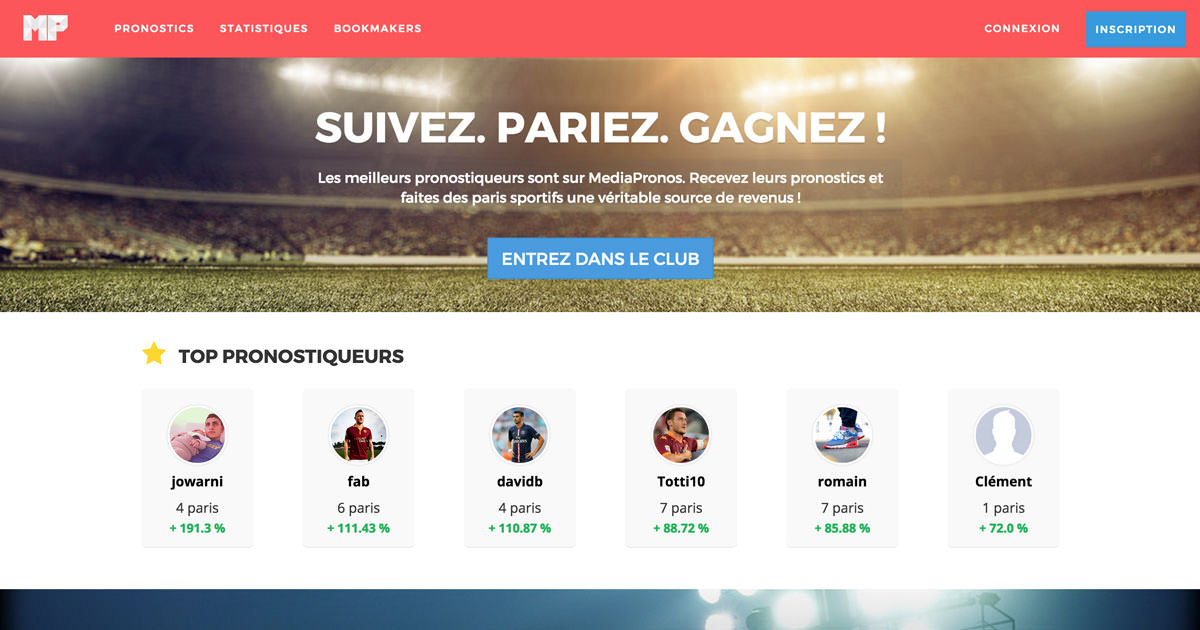 MP
PRONOSTICS STATISTIQUES BOOKMAKERS CONNEXION INSCRIPTION
SUIVEZ. PARIEZ. GAGNEZ !
Les meilleurs pronostiqueurs sont sur MediaPronos. Recevez leurs pronostics et
faites des paris sportifs une véritable source de revenus !
ENTREZ DANS LE CLUB
TOP PRONOSTIQUEURS
jowarni
4 paris
+ 191.3 %
fab
6 paris
+ 111.43 %
davidb
4 paris
+ 110.87 %
Totti10
7 paris
+ 88.72 %
romain
7 paris
+ 85.88 %
Clément
1 paris
+ 72.0 %